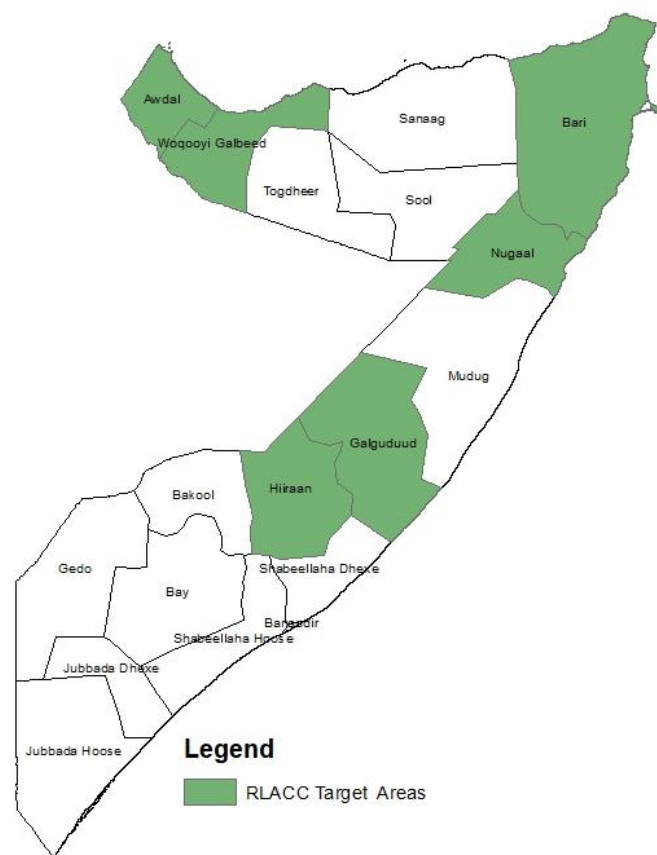 Awdal
Woqooyi Galbeed
Sanaag
Bari
Togdheer
Sool
Nugaal
Mudug
Galguduud
Hiiraan
Bakool
Gedo
Bay
Shabeellaha Dhexe
Banaadir
Shabeellaha Hoose
Jubbada Dhexe
Jubbada Hoose
Legend
RLACC Target Areas